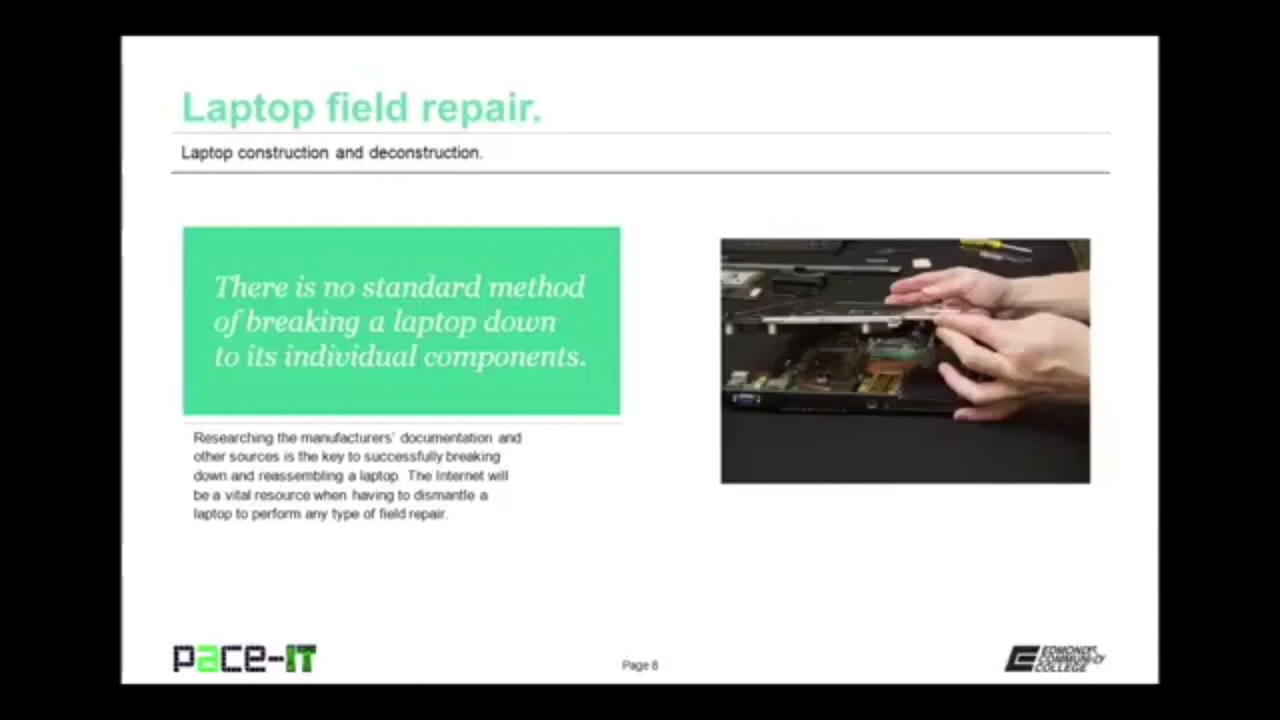 Laptop field repair.
Laptop construction and deconstruction.
There is no standard method
of breaking a laptop down
to its individual components.
Researching the manufacturers' documentation and
other sources is the key to successfully breaking
down and reassembling a laptop. The Internet will
be a vital resource when having to dismantle a
laptop to perform any type of field repair.
pace-IT
Page 8
EDMONDS
COMMUNITY
COLLEGE